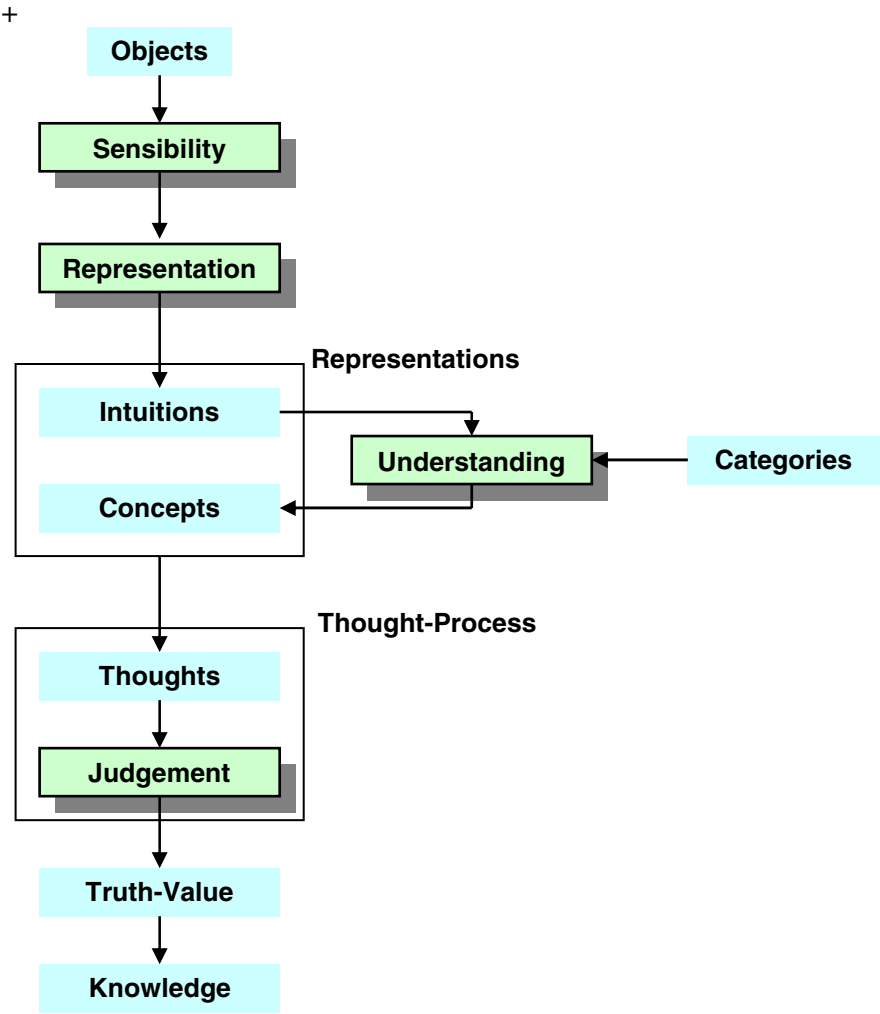 +
Objects
Sensibility
Representation
Representations
Intuitions
Understanding
Categories
Concepts
Thought-Process
Thoughts
Judgement
Truth-Value
Knowledge